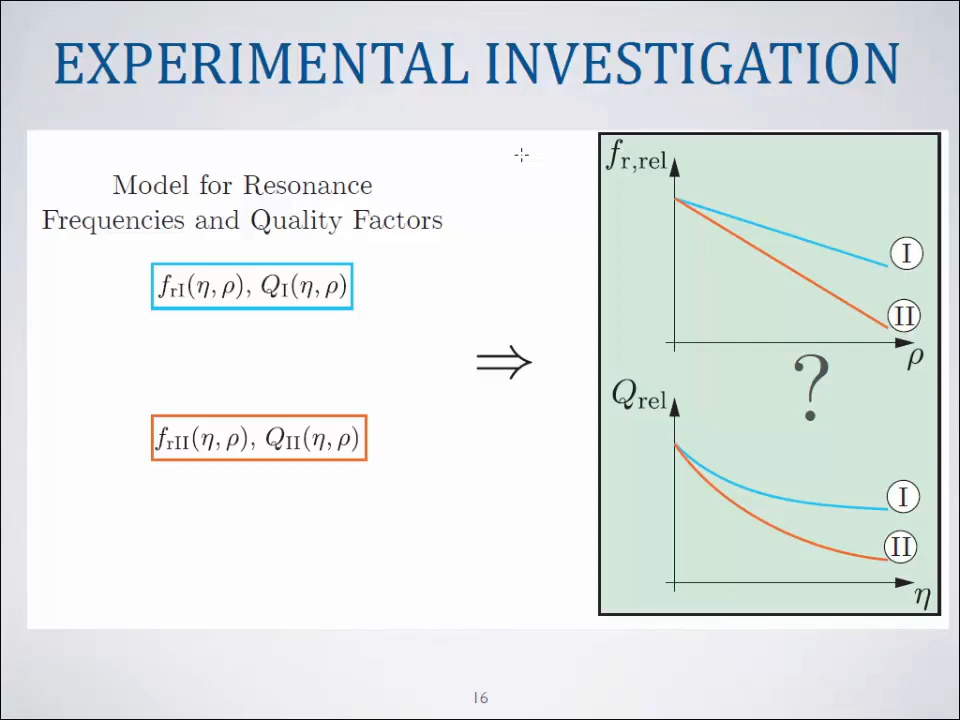 EXPERIMENTAL INVESTIGATION
Model for Resonance
Frequencies and Quality Factors
f_rI(η, ρ), Q_I(η, ρ)
f_rII(η, ρ), Q_II(η, ρ)
⇒
f_r,rel
I
II
ρ
?
Q_rel
I
II
η
16